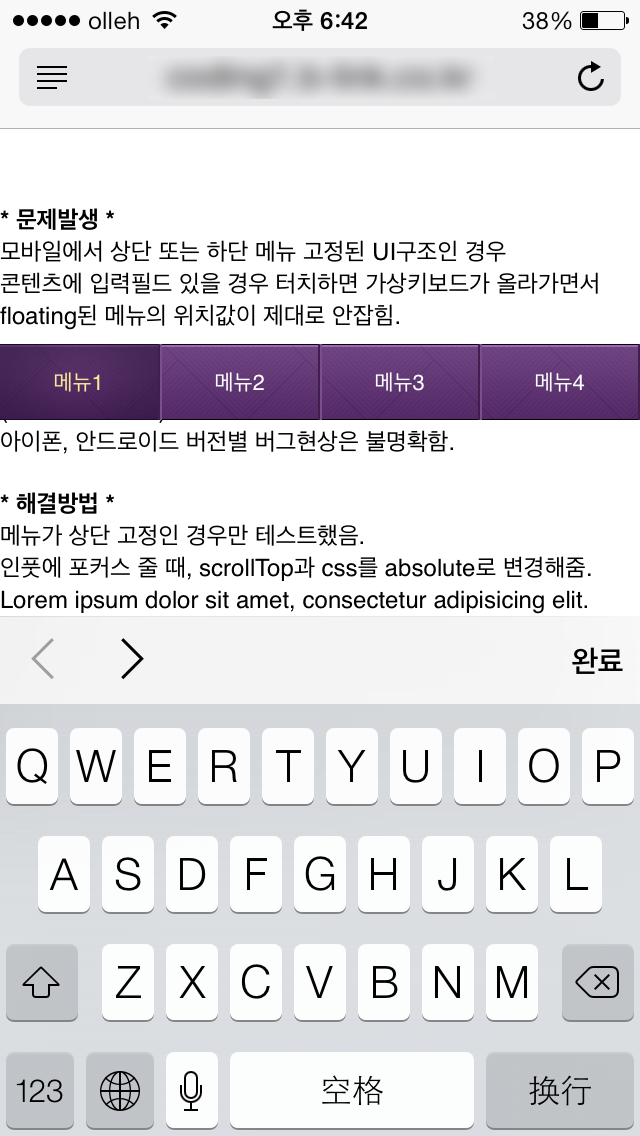 olleh 오후 6:42 38%
* 문제발생 *
모바일에서 상단 또는 하단 메뉴 고정된 UI구조인 경우
콘텐츠에 입력필드 있을 경우 터치하면 가상키보드가 올라가면서
floating된 메뉴의 위치값이 제대로 안잡힘.
메뉴1 메뉴2 메뉴3 메뉴4
아이폰, 안드로이드 버전별 버그현상은 불명확함.
* 해결방법 *
메뉴가 상단 고정인 경우만 테스트했음.
인풋에 포커스 줄 때, scrollTop과 css를 absolute로 변경해줌.
Lorem ipsum dolor sit amet, consectetur adipisicing elit.
완료
Q W E R T Y U I O P
A S D F G H J K L
Z X C V B N M
123 空格 换行